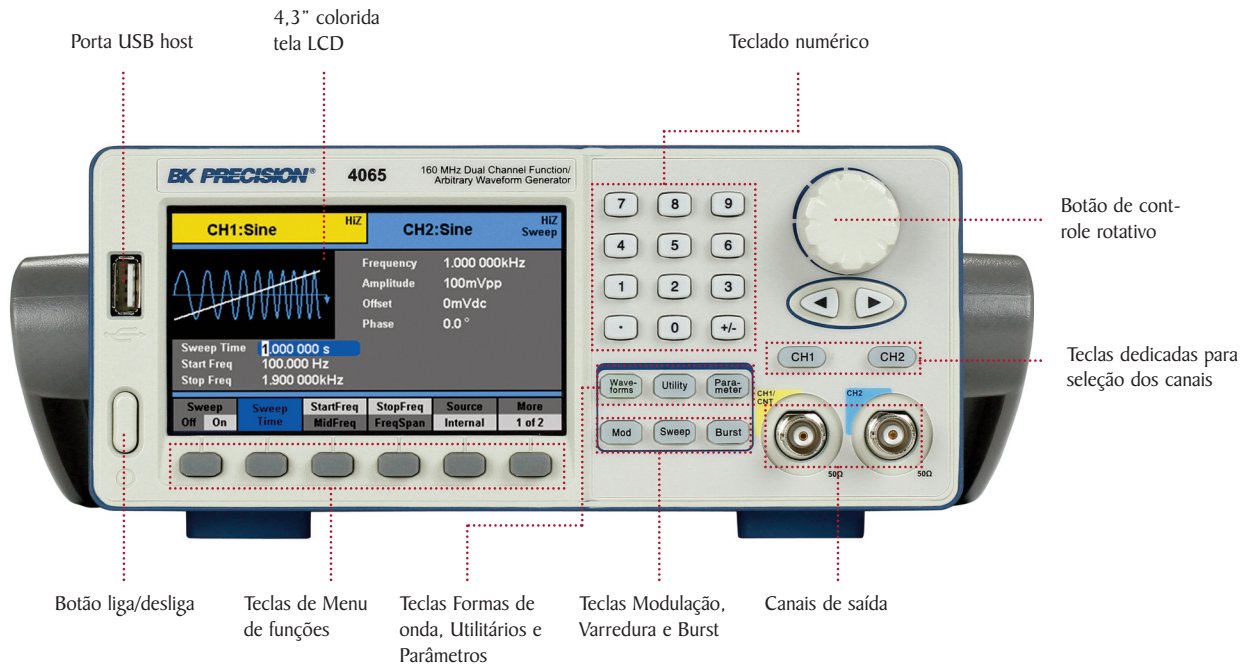 4,3” colorida
tela LCD
Porta USB host
Teclado numérico
BK PRECISION® 4065 160 MHz Dual Channel Function/
Arbitrary Waveform Generator
CH1:Sine HiZ
CH2:Sine HiZ
Sweep
Frequency 1.000 000kHz
Amplitude 100mVpp
Offset 0mVdc
Phase 0.0°
Sweep Time 1.000 000 s
Start Freq 100.000 Hz
Stop Freq 1.900 000kHz
Sweep
Off On
Sweep
Time
StartFreq
MidFreq
StopFreq
FreqSpan
Source
Internal
More
1 of 2
7 8 9
4 5 6
1 2 3
· 0 +/-
Wave-
forms
Utility
Para-
meter
Mod Sweep Burst
CH1 CH2
CH1/
CNT
CH2
50Ω 50Ω
Botão de cont-
role rotativo
Teclas dedicadas para
seleção dos canais
Botão liga/desliga
Teclas de Menu
de funções
Teclas Formas de
onda, Utilitários e
Parâmetros
Teclas Modulação,
Varredura e Burst
Canais de saída